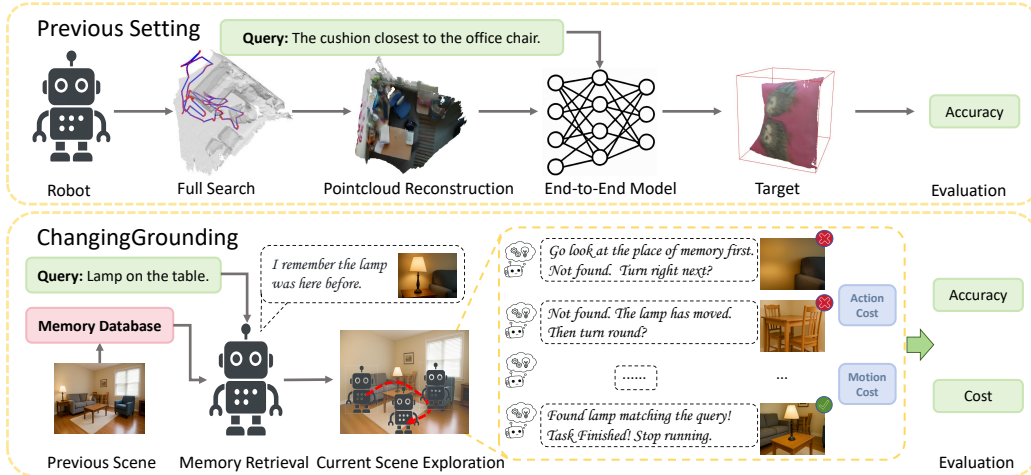 Previous Setting
Query: The cushion closest to the office chair.
Accuracy
Robot
Full Search
Pointcloud Reconstruction
End-to-End Model
Target
Evaluation
ChangingGrounding
Query: Lamp on the table.
I remember the lamp
was here before.
Memory Database
Go look at the place of memory first.
Not found. Turn right next?
Not found. The lamp has moved.
Then turn round?
......
...
Found lamp matching the query!
Task Finished! Stop running.
Action
Cost
Motion
Cost
Accuracy
Cost
Previous Scene
Memory Retrieval
Current Scene Exploration
Evaluation